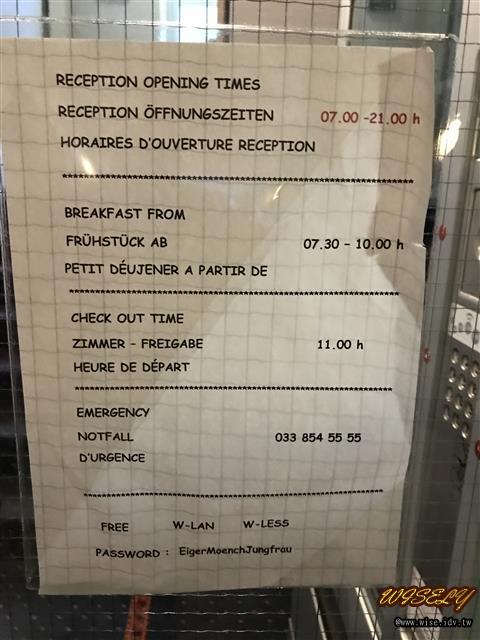 RECEPTION OPENING TIMES
RECEPTION ÖFFNUNGSZEITEN 07.00 -21.00 h
HORAIRES D'OUVERTURE RECEPTION
************************************************************
BREAKFAST FROM
FRÜHSTÜCK AB 07.30 - 10.00 h
PETIT DÉUJENER A PARTIR DE
************************************************************
CHECK OUT TIME
ZIMMER - FREIGABE 11.00 h
HEURE DE DÉPART
************************************************************
EMERGENCY
NOTFALL 033 854 55 55
D'URGENCE
************************************************************
FREE W-LAN W-LESS
PASSWORD : EigerMoenchJungfrau
WISELY
@www.wise.idv.tw